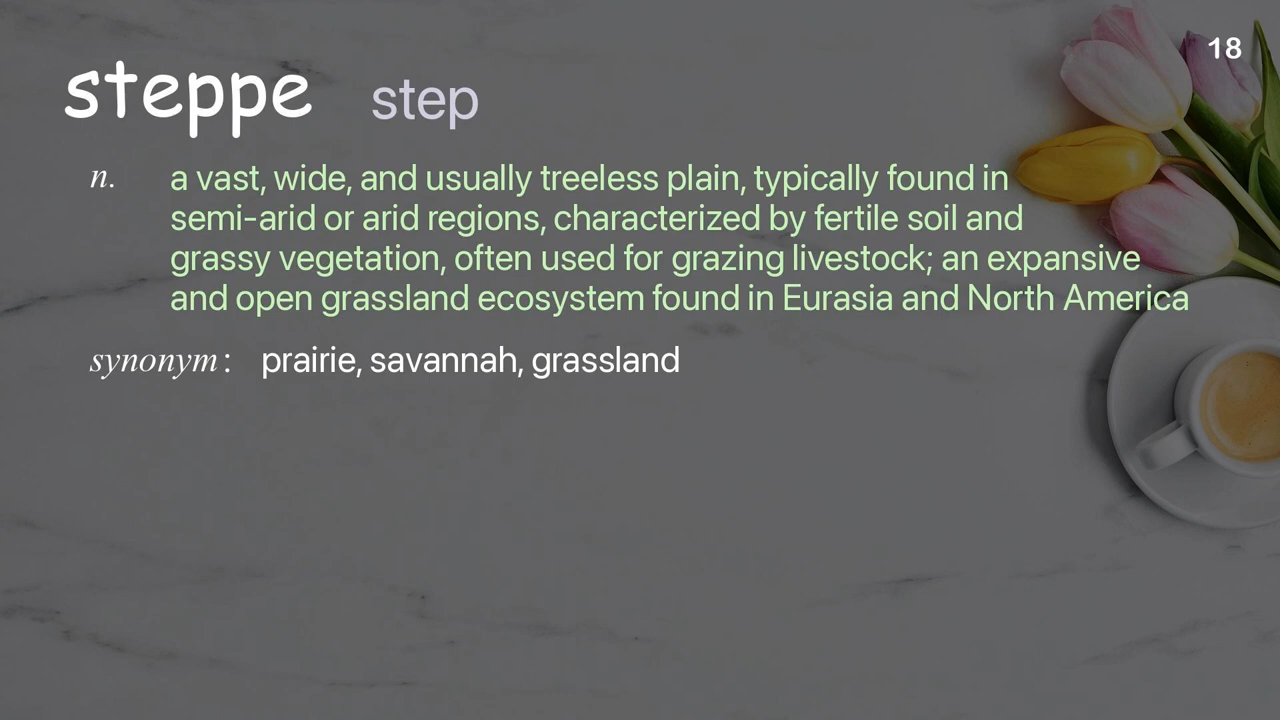 18
steppe step
n. a vast, wide, and usually treeless plain, typically found in
semi-arid or arid regions, characterized by fertile soil and
grassy vegetation, often used for grazing livestock; an expansive
and open grassland ecosystem found in Eurasia and North America
synonym: prairie, savannah, grassland